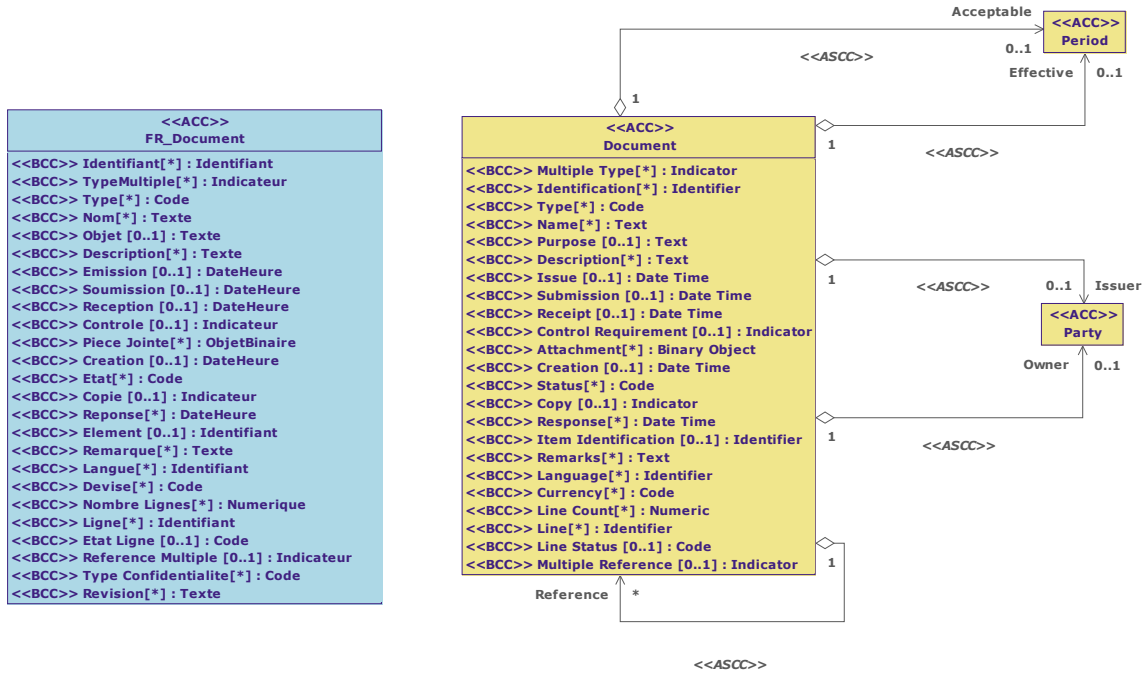 Acceptable
<<ACC>>
Period
0..1
<<ASCC>>
Effective 0..1
1
<<ACC>>
FR_Document
<<BCC>> Identifiant[*] : Identifiant
<<BCC>> TypeMultiple[*] : Indicateur
<<BCC>> Type[*] : Code
<<BCC>> Nom[*] : Texte
<<BCC>> Objet [0..1] : Texte
<<BCC>> Description[*] : Texte
<<BCC>> Emission [0..1] : DateHeure
<<BCC>> Soumission [0..1] : DateHeure
<<BCC>> Reception [0..1] : DateHeure
<<BCC>> Controle [0..1] : Indicateur
<<BCC>> Piece Jointe[*] : ObjetBinaire
<<BCC>> Creation [0..1] : DateHeure
<<BCC>> Etat[*] : Code
<<BCC>> Copie [0..1] : Indicateur
<<BCC>> Reponse[*] : DateHeure
<<BCC>> Element [0..1] : Identifiant
<<BCC>> Remarque[*] : Texte
<<BCC>> Langue[*] : Identifiant
<<BCC>> Devise[*] : Code
<<BCC>> Nombre Lignes[*] : Numerique
<<BCC>> Ligne[*] : Identifiant
<<BCC>> Etat Ligne [0..1] : Code
<<BCC>> Reference Multiple [0..1] : Indicateur
<<BCC>> Type Confidentialite[*] : Code
<<BCC>> Revision[*] : Texte
<<ACC>>
Document
<<BCC>> Multiple Type[*] : Indicator
<<BCC>> Identification[*] : Identifier
<<BCC>> Type[*] : Code
<<BCC>> Name[*] : Text
<<BCC>> Purpose [0..1] : Text
<<BCC>> Description[*] : Text
<<BCC>> Issue [0..1] : Date Time
<<BCC>> Submission [0..1] : Date Time
<<BCC>> Receipt [0..1] : Date Time
<<BCC>> Control Requirement [0..1] : Indicator
<<BCC>> Attachment[*] : Binary Object
<<BCC>> Creation [0..1] : Date Time
<<BCC>> Status[*] : Code
<<BCC>> Copy [0..1] : Indicator
<<BCC>> Response[*] : Date Time
<<BCC>> Item Identification [0..1] : Identifier
<<BCC>> Remarks[*] : Text
<<BCC>> Language[*] : Identifier
<<BCC>> Currency[*] : Code
<<BCC>> Line Count[*] : Numeric
<<BCC>> Line[*] : Identifier
<<BCC>> Line Status [0..1] : Code
<<BCC>> Multiple Reference [0..1] : Indicator
1
<<ASCC>>
1
<<ASCC>>
0..1 Issuer
<<ACC>>
Party
Owner 0..1
1
<<ASCC>>
1
Reference *
<<ASCC>>